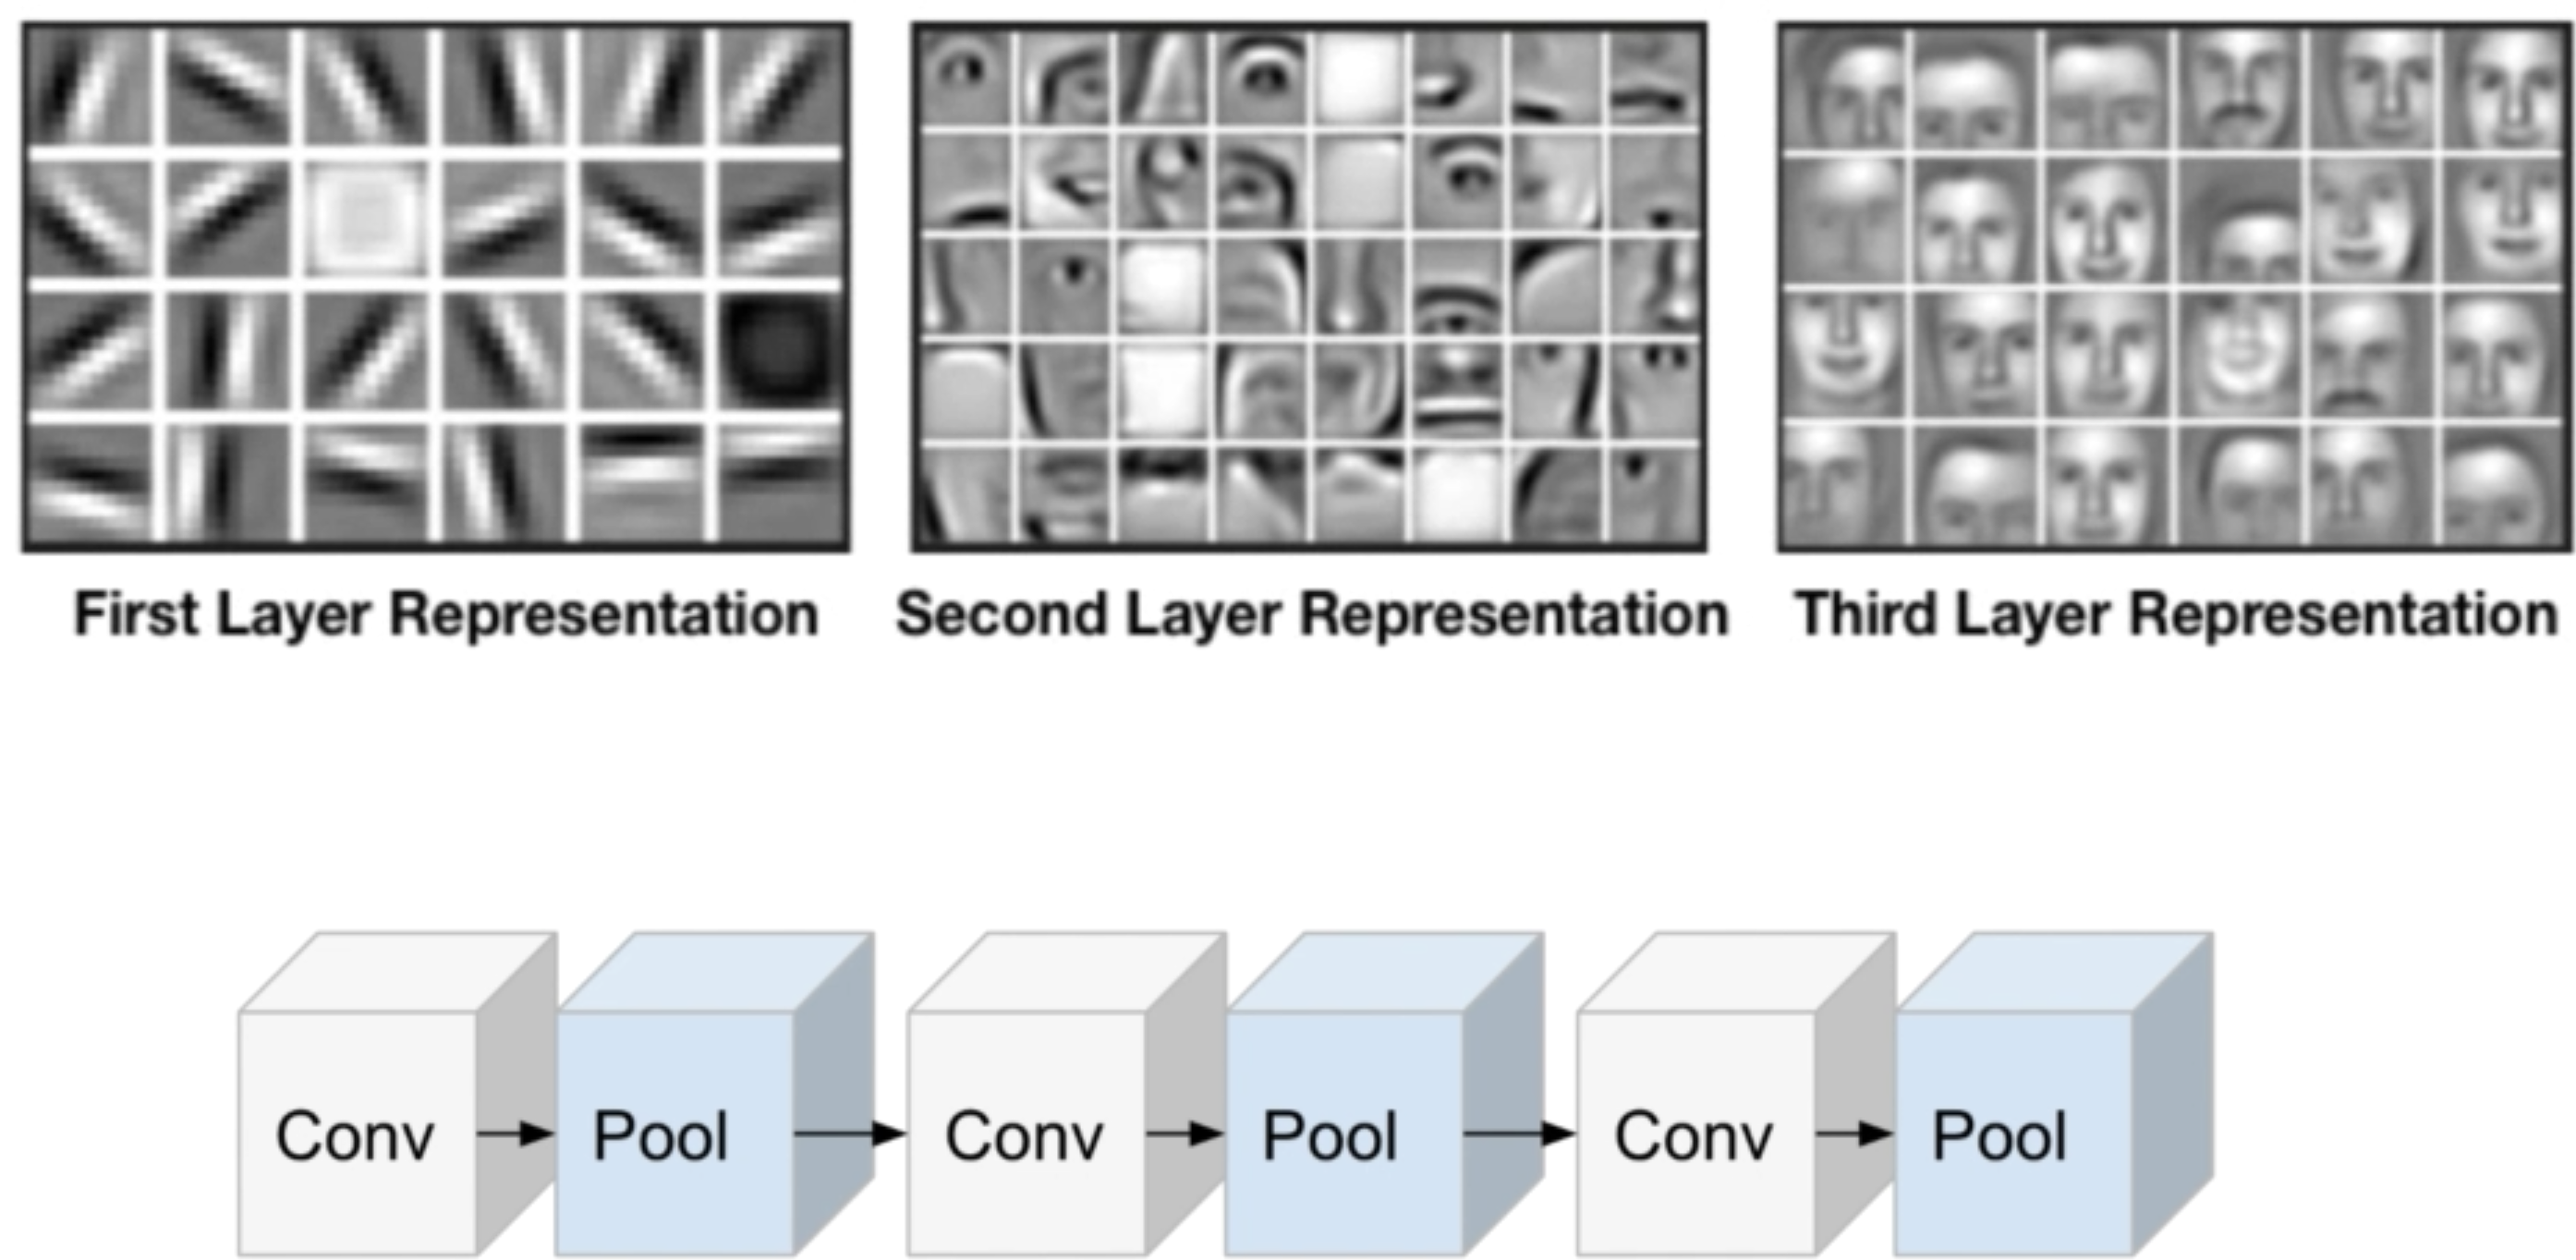 First Layer Representation
Second Layer Representation
Third Layer Representation
Conv
Pool
Conv
Pool
Conv
Pool